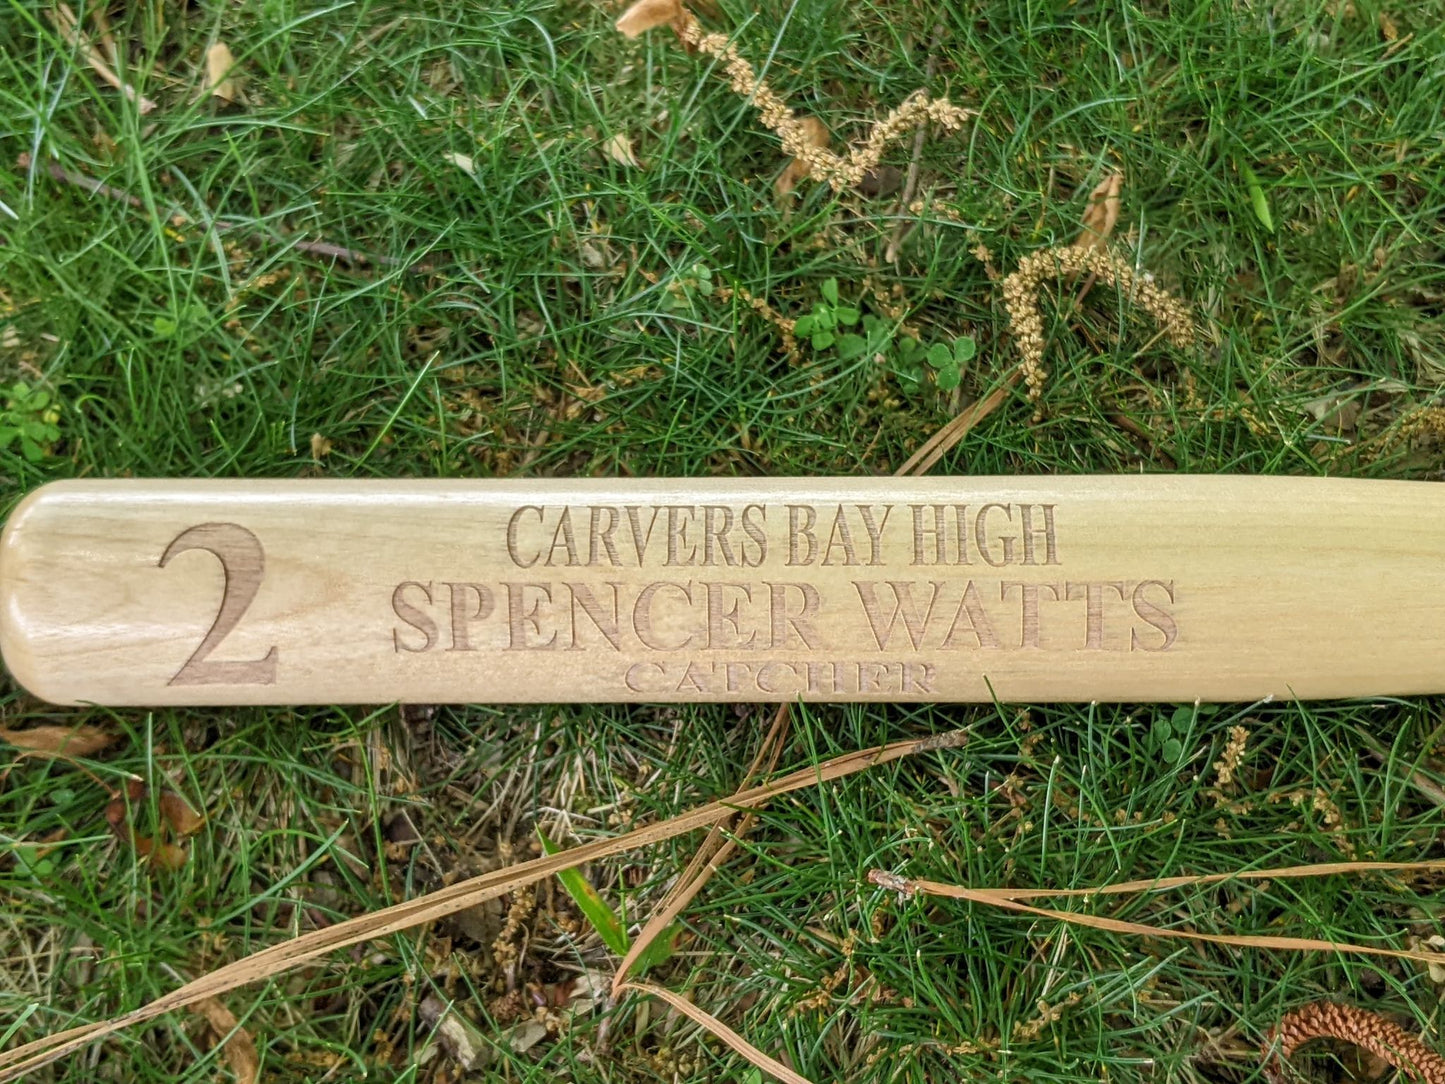 2
CARVERS BAY HIGH
SPENCER WATTS
CATCHER